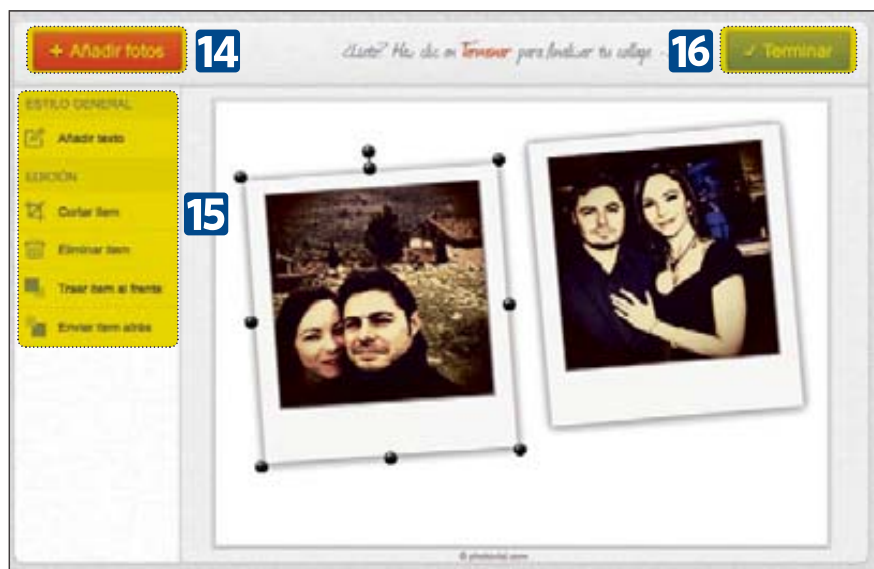 + Añadir fotos
14
¿Listo? Haz clic en Terminar para finalizar tu collage
16
✓ Terminar
ESTILO GENERAL
Añadir texto
EDICIÓN
15
Cortar ítem
Eliminar ítem
Traer ítem al frente
Enviar ítem atrás